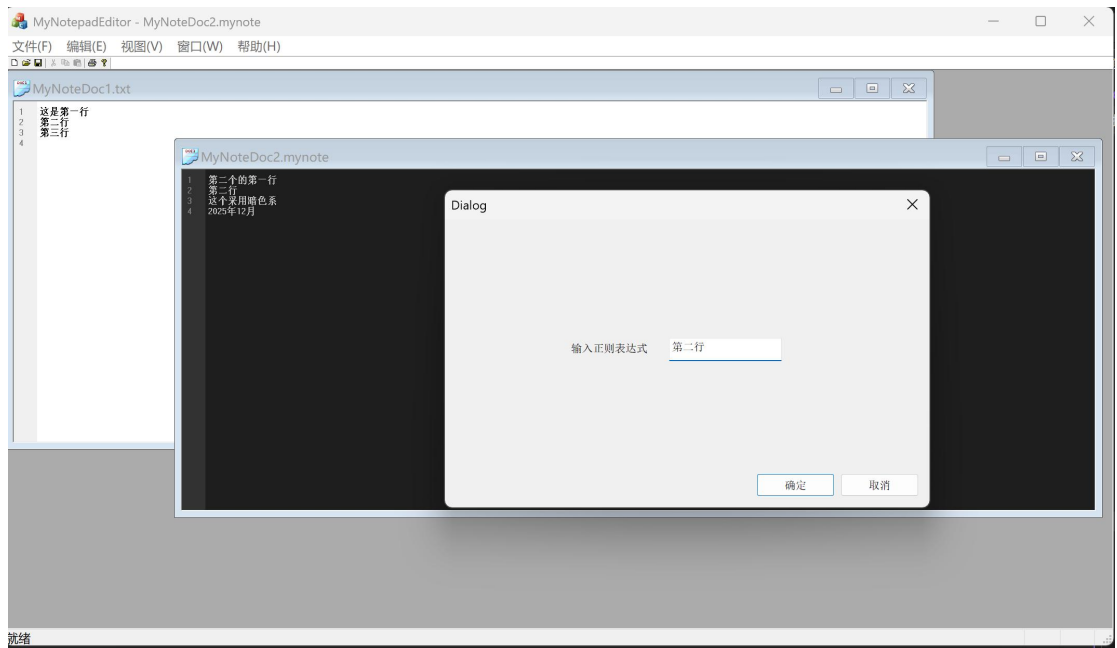 MyNotepadEditor - MyNoteDoc2.mynote
文件(F) 编辑(E) 视图(V) 窗口(W) 帮助(H)
MyNoteDoc1.txt
1 这是第一行
2 第二行
3 第三行
4
MyNoteDoc2.mynote
1 第二个的第一行
2 第二行
3 这个采用暗色系
4 2025年12月
Dialog
输入正则表达式 第二行
确定 取消
就绪